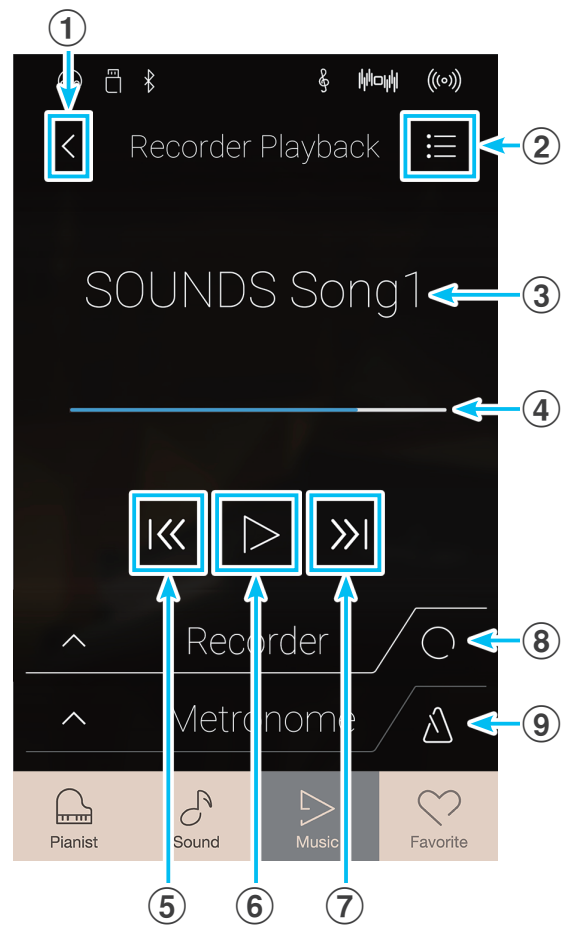 ①
Recorder Playback
②
SOUNDS Song1
③
④
Recorder
⑧
Metronome
⑨
Pianist
Sound
Music
Favorite
⑤
⑥
⑦